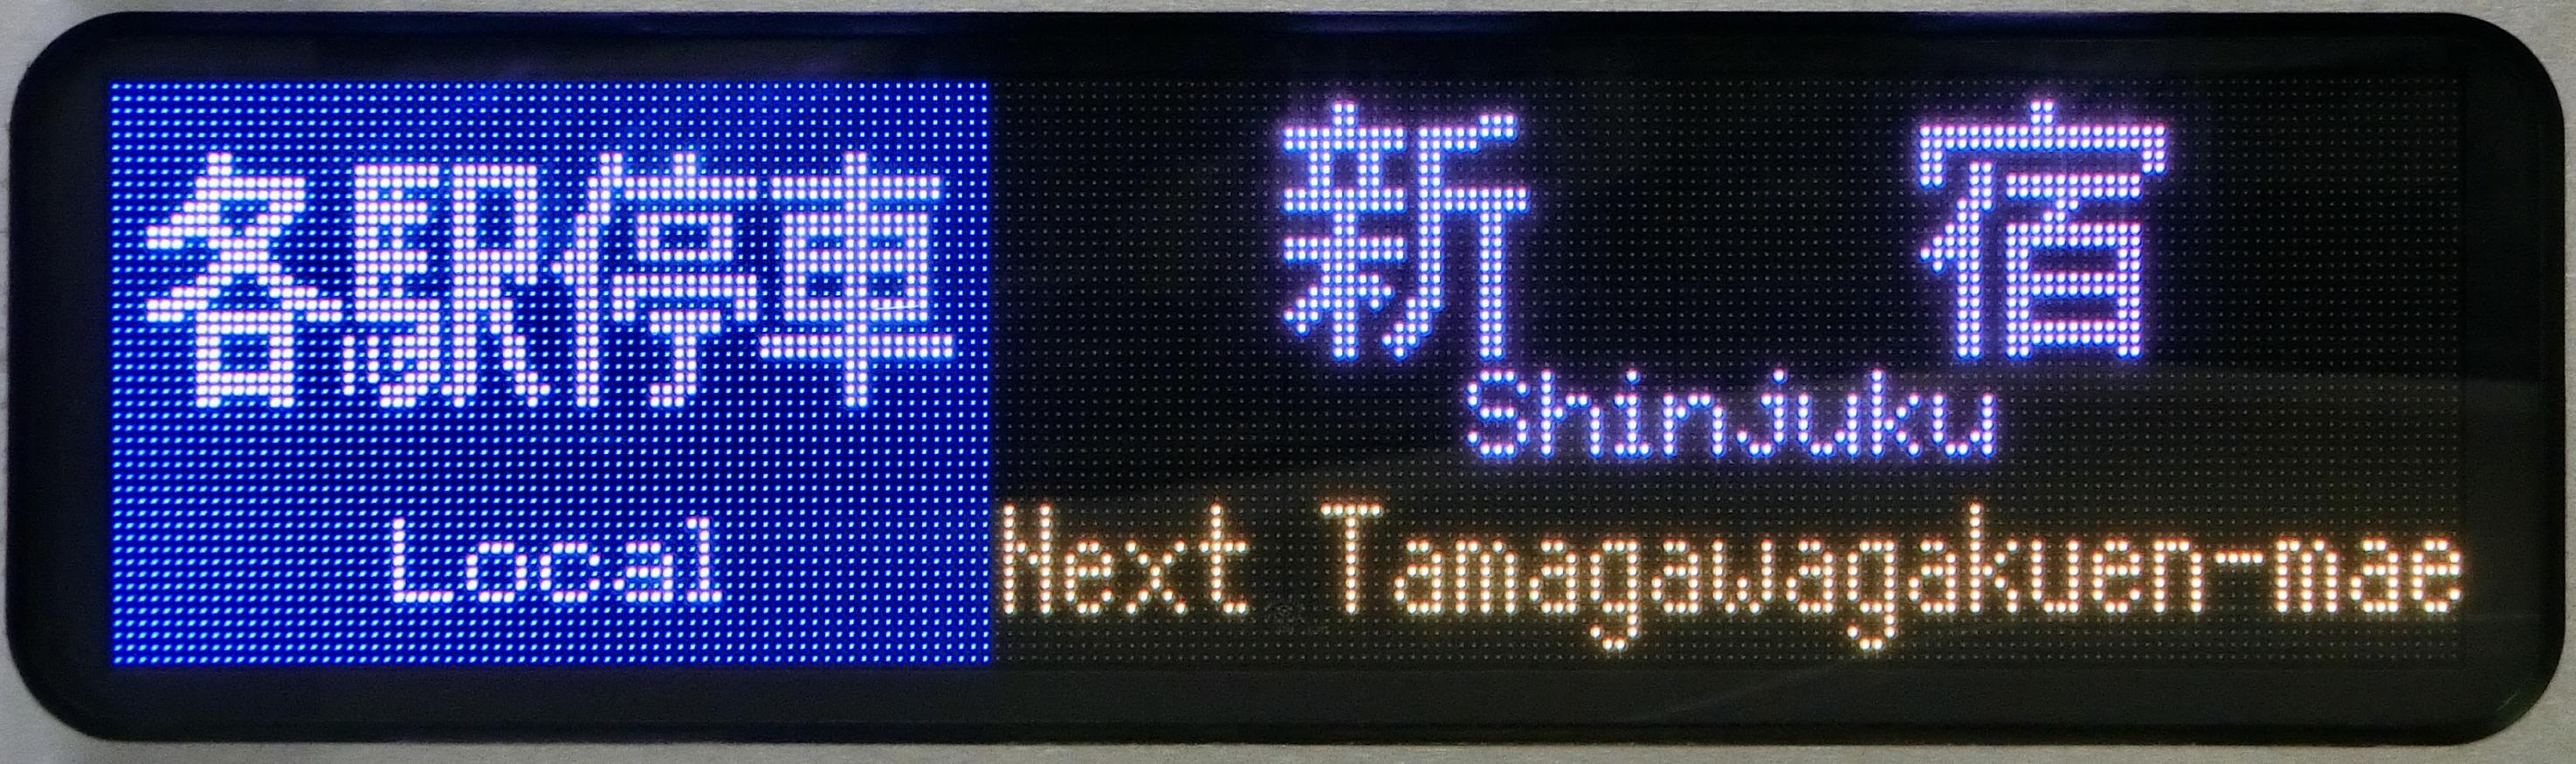 各駅停車
Local
新宿
Shinjuku
Next Tamagawagakuen-mae